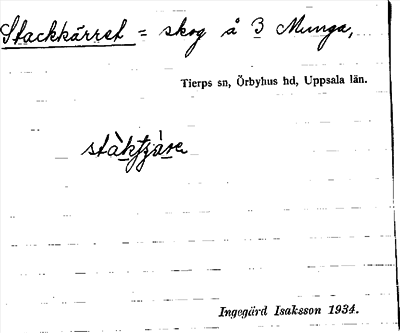 Stackkärret = skog å 3 Munga,
Tierps sn, Örbyhus hd, Uppsala län.
Ingegärd Isaksson 1934.